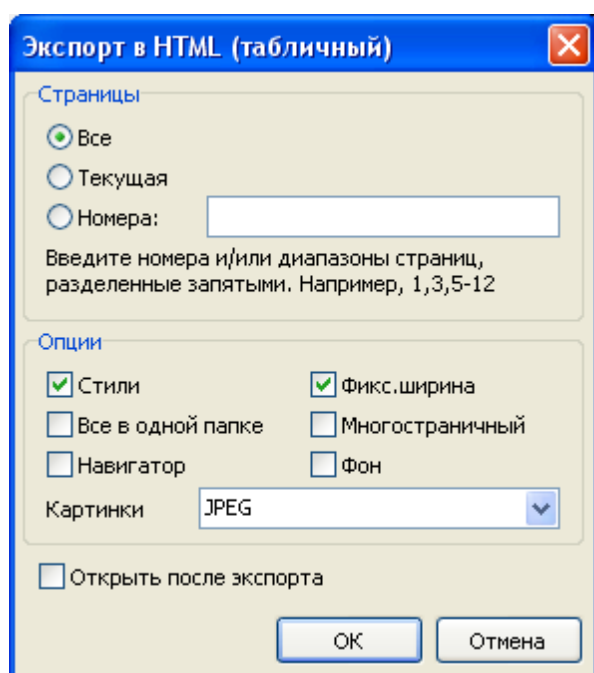 Экспорт в HTML (табличный)
Страницы
Все
Текущая
Номера:
Введите номера и/или диапазоны страниц,
разделенные запятыми. Например, 1,3,5-12
Опции
Стили
Фикс.ширина
Все в одной папке
Многостраничный
Навигатор
Фон
Картинки
JPEG
Открыть после экспорта
ОК
Отмена